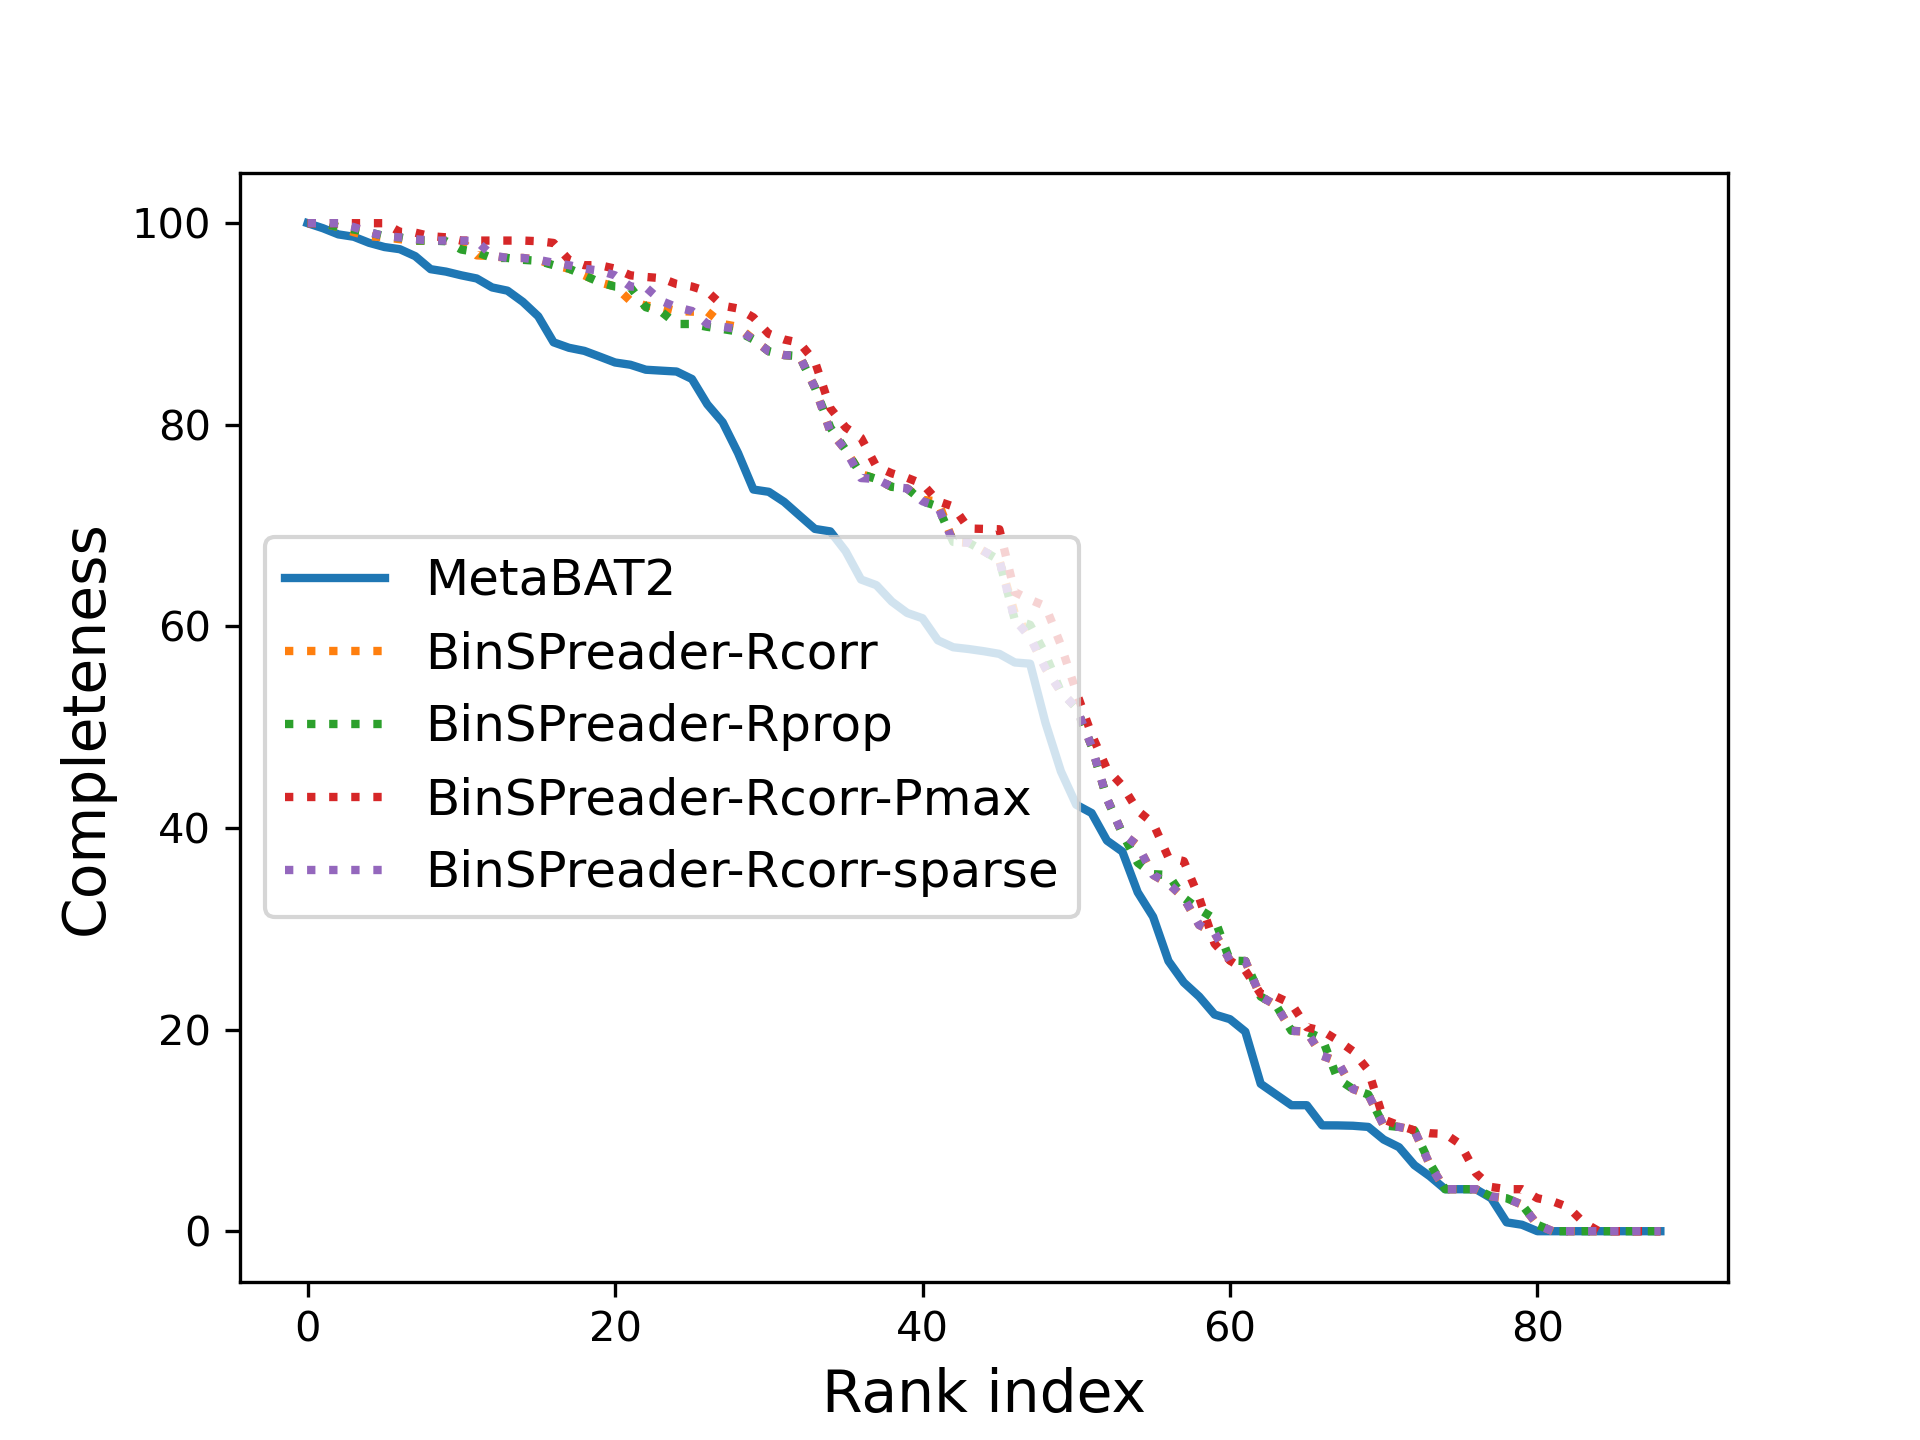 100
80
60
40
20
0
Completeness
MetaBAT2
BinSPreader-Rcorr
BinSPreader-Rprop
BinSPreader-Rcorr-Pmax
BinSPreader-Rcorr-sparse
0 20 40 60 80
Rank index